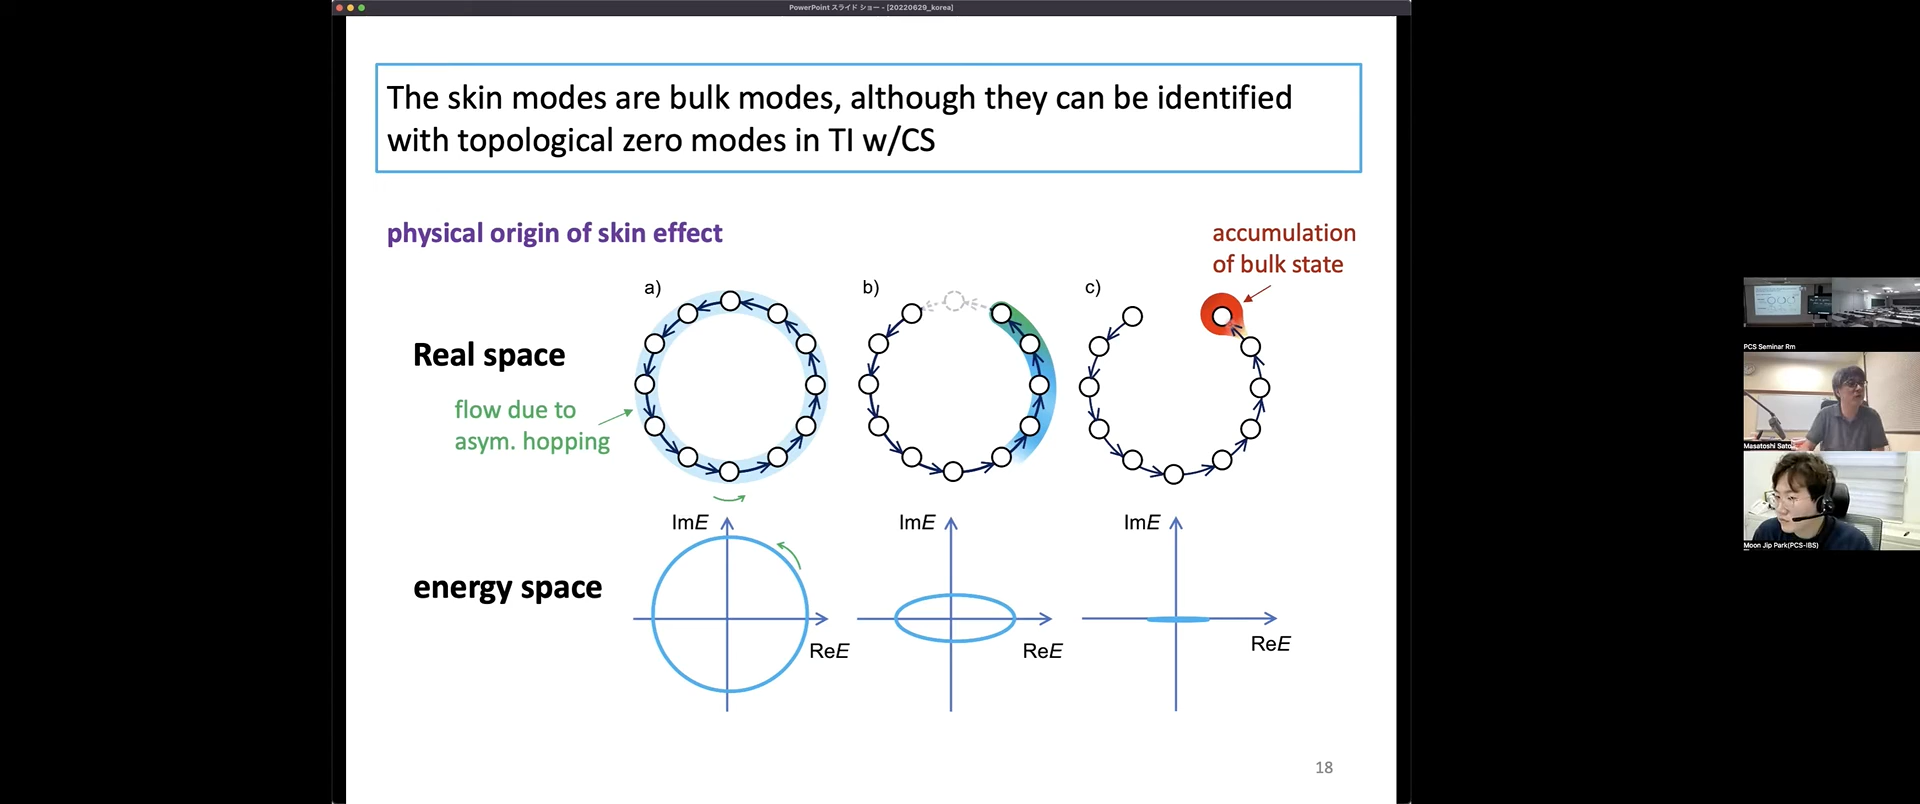 PowerPoint スライド ショー - [20220629_korea]
The skin modes are bulk modes, although they can be identified
with topological zero modes in TI w/CS
physical origin of skin effect
accumulation
of bulk state
a)
b)
c)
Real space
flow due to
asym. hopping
ImE
ImE
ImE
energy space
ReE
ReE
ReE
18
PCS Seminar Rm
Masatoshi Sato
Moon Jip Park(PCS-IBS)